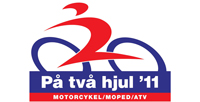 På två hjul '11
MOTORCYKEL/MOPED/ATV